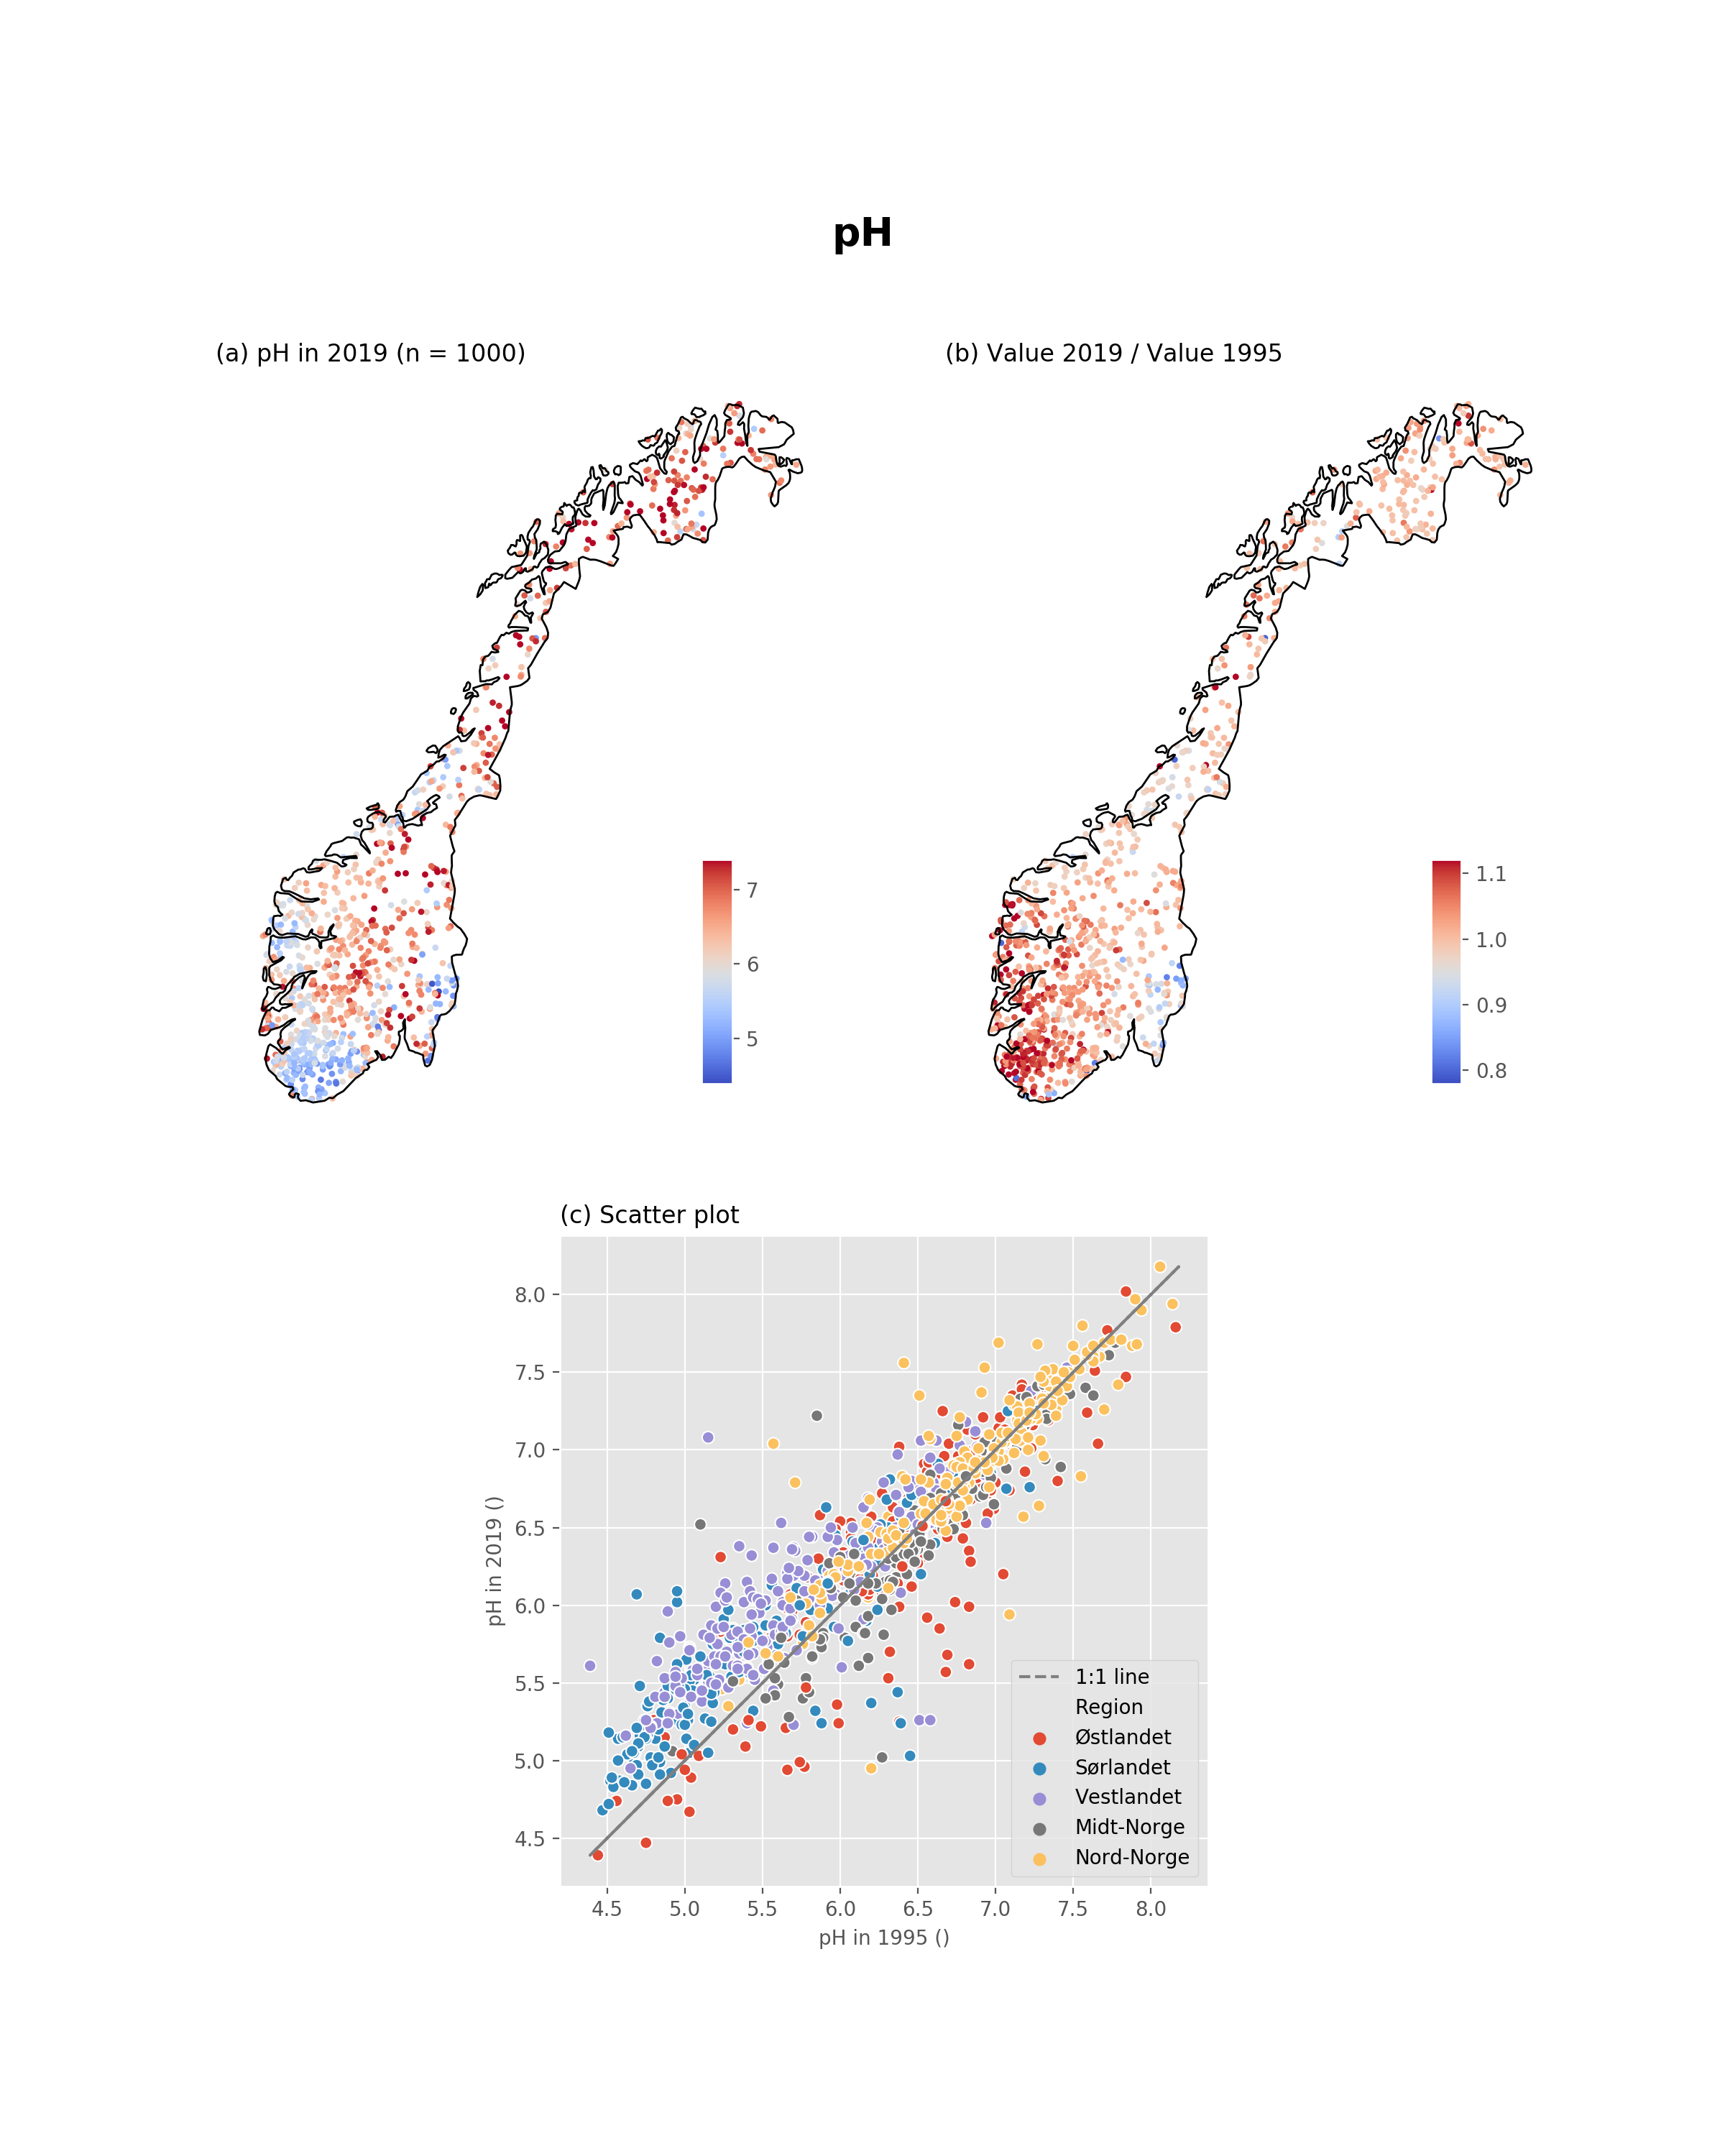 pH
(a) pH in 2019 (n = 1000)
(b) Value 2019 / Value 1995
7
6
5
1.1
1.0
0.9
0.8
(c) Scatter plot
8.0
7.5
7.0
6.5
6.0
5.5
5.0
4.5
pH in 2019 ()
1:1 line
Region
Østlandet
Sørlandet
Vestlandet
Midt-Norge
Nord-Norge
4.5 5.0 5.5 6.0 6.5 7.0 7.5 8.0
pH in 1995 ()